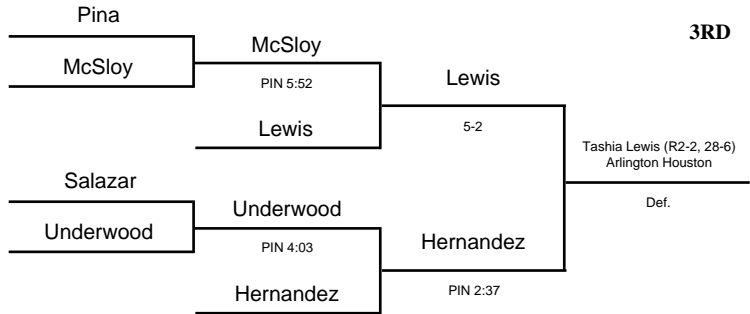 Pina
3RD
McSloy
McSloy
PIN 5:52
Lewis
Lewis
5-2
Tashia Lewis (R2-2, 28-6)
Arlington Houston
Def.
Salazar
Underwood
Underwood
PIN 4:03
Hernandez
Hernandez
PIN 2:37